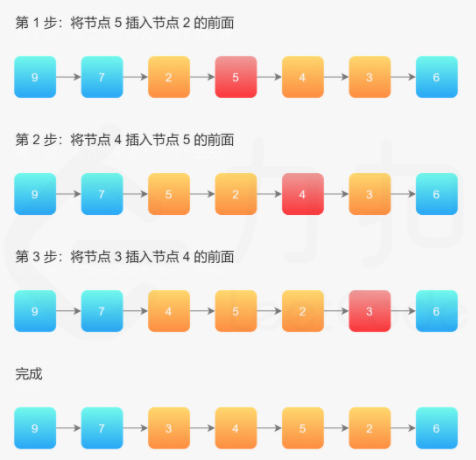 第 1 步：将节点 5 插入节点 2 的前面
9 7 2 5 4 3 6
第 2 步：将节点 4 插入节点 5 的前面
9 7 5 2 4 3 6
第 3 步：将节点 3 插入节点 4 的前面
9 7 4 5 2 3 6
完成
9 7 3 4 5 2 6
力扣
LeetCode